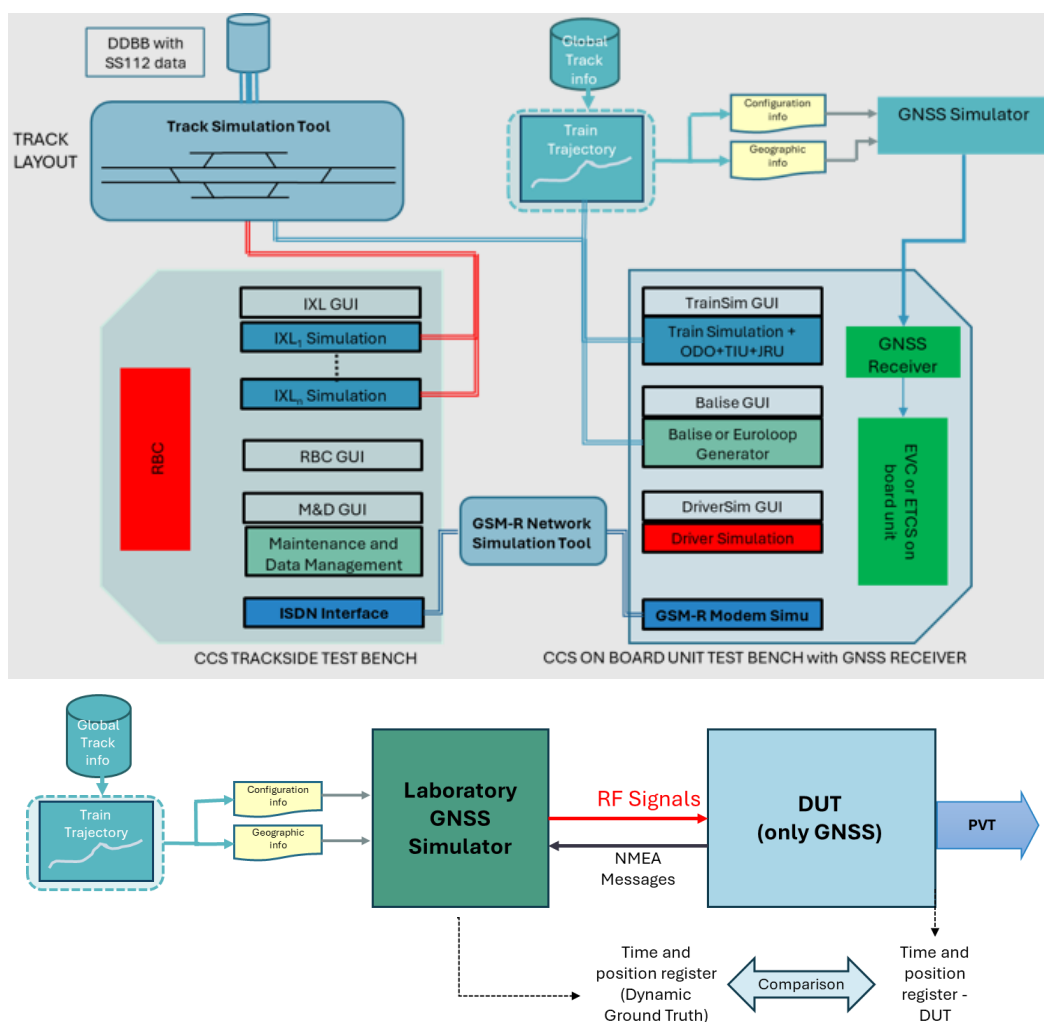 DDBB with
SS112 data
Global
Track
info
Track Simulation Tool
TRACK
LAYOUT
Train
Trajectory
Configuration
info
Geographic
info
GNSS Simulator
IXL GUI
IXL1 Simulation
IXLn Simulation
RBC
RBC GUI
M&D GUI
Maintenance and
Data Management
ISDN Interface
CCS TRACKSIDE TEST BENCH
GSM-R Network
Simulation Tool
TrainSim GUI
Train Simulation +
ODO+TIU+JRU
Balise GUI
Balise or Euroloop
Generator
DriverSim GUI
Driver Simulation
GSM-R Modem Simu
GNSS
Receiver
EVC or ETCS on
board unit
CCS ON BOARD UNIT TEST BENCH with GNSS RECEIVER
Global
Track
info
Train
Trajectory
Configuration
info
Geographic
info
Laboratory
GNSS
Simulator
RF Signals
NMEA
Messages
DUT
(only GNSS)
PVT
Time and
position register
(Dynamic
Ground Truth)
Comparison
Time and
position
register -
DUT